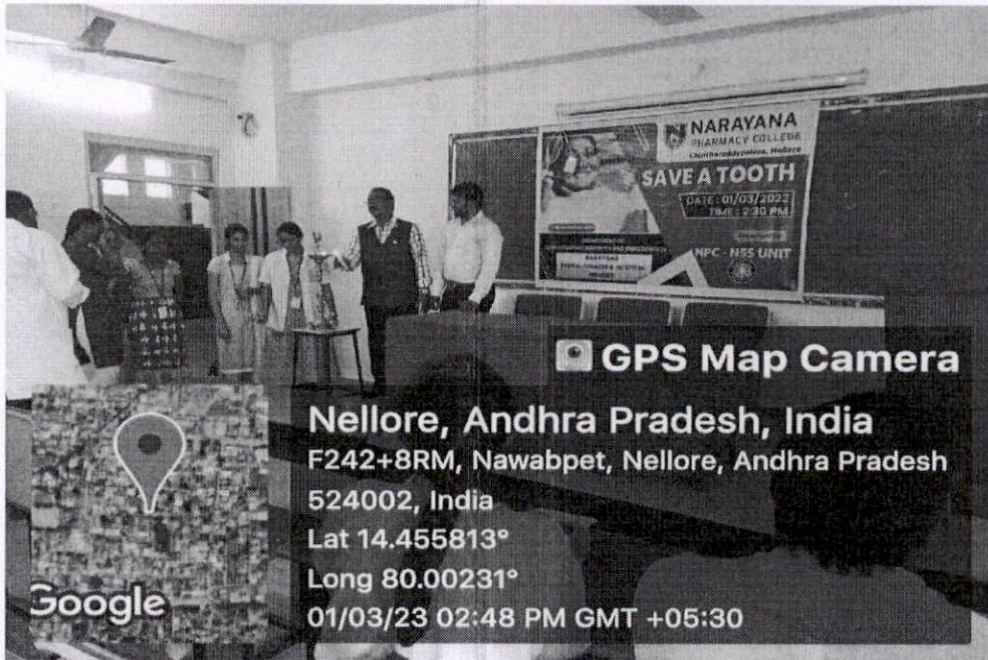 NARAYANA
PHARMACY COLLEGE
SAVE A TOOTH
DATE : 01/03/2023
TIME : 2:30 PM
NPC - NSS UNIT
GPS Map Camera
Nellore, Andhra Pradesh, India
F242+8RM, Nawabpet, Nellore, Andhra Pradesh
524002, India
Lat 14.455813°
Long 80.00231°
01/03/23 02:48 PM GMT +05:30
Google